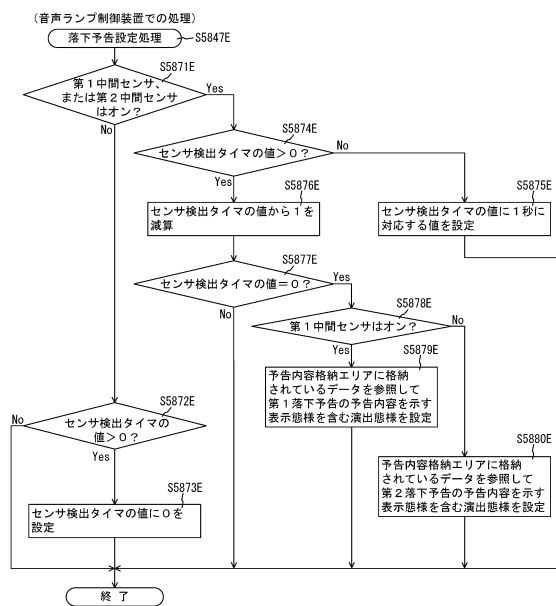 (音声ランプ制御装置での処理)
落下予告設定処理
S5847E
S5871E
第1中間センサ、
または第2中間センサ
はオン?
Yes
No
S5874E
センサ検出タイマの値>0?
No
Yes
S5876E
センサ検出タイマの値から1を
減算
S5875E
センサ検出タイマの値に1秒に
対応する値を設定
S5877E
センサ検出タイマの値=0?
Yes
No
S5878E
第1中間センサはオン?
No
Yes
S5879E
予告内容格納エリアに格納
されているデータを参照して
第1落下予告の予告内容を示す
表示態様を含む演出態様を設定
S5872E
No
センサ検出タイマの
値>0?
Yes
S5880E
予告内容格納エリアに格納
されているデータを参照して
第2落下予告の予告内容を示す
表示態様を含む演出態様を設定
S5873E
センサ検出タイマの値に0を
設定
終了